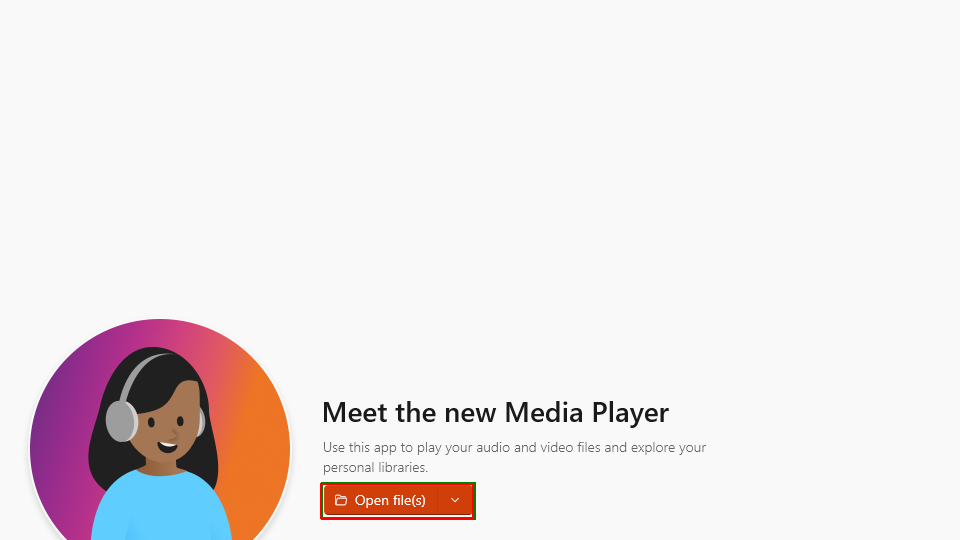 Meet the new Media Player
Use this app to play your audio and video files and explore your
personal libraries.
Open file(s)